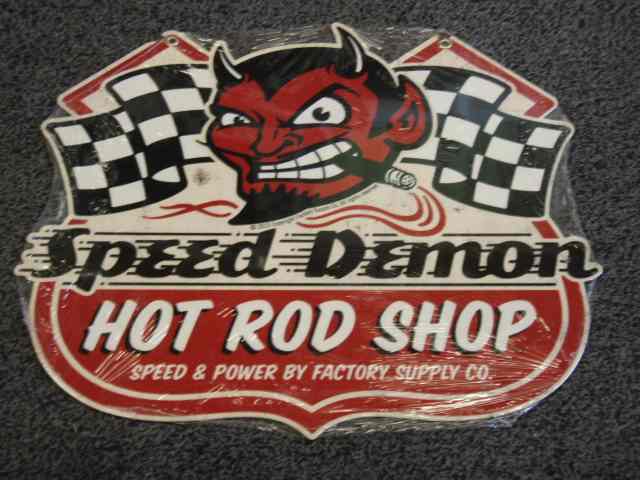 Speed Demon
HOT ROD SHOP
SPEED & POWER BY FACTORY SUPPLY CO.